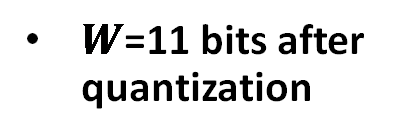 • W=11 bits after
quantization